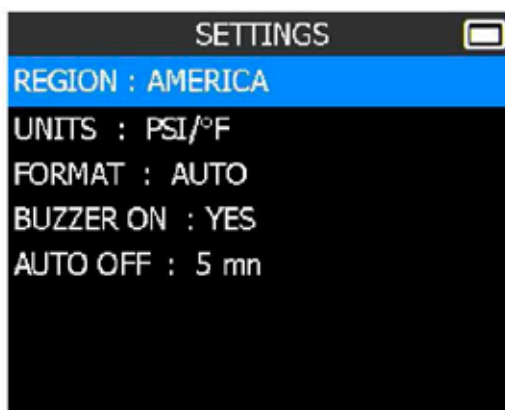 SETTINGS
REGION : AMERICA
UNITS : PSI/°F
FORMAT : AUTO
BUZZER ON : YES
AUTO OFF : 5 mn